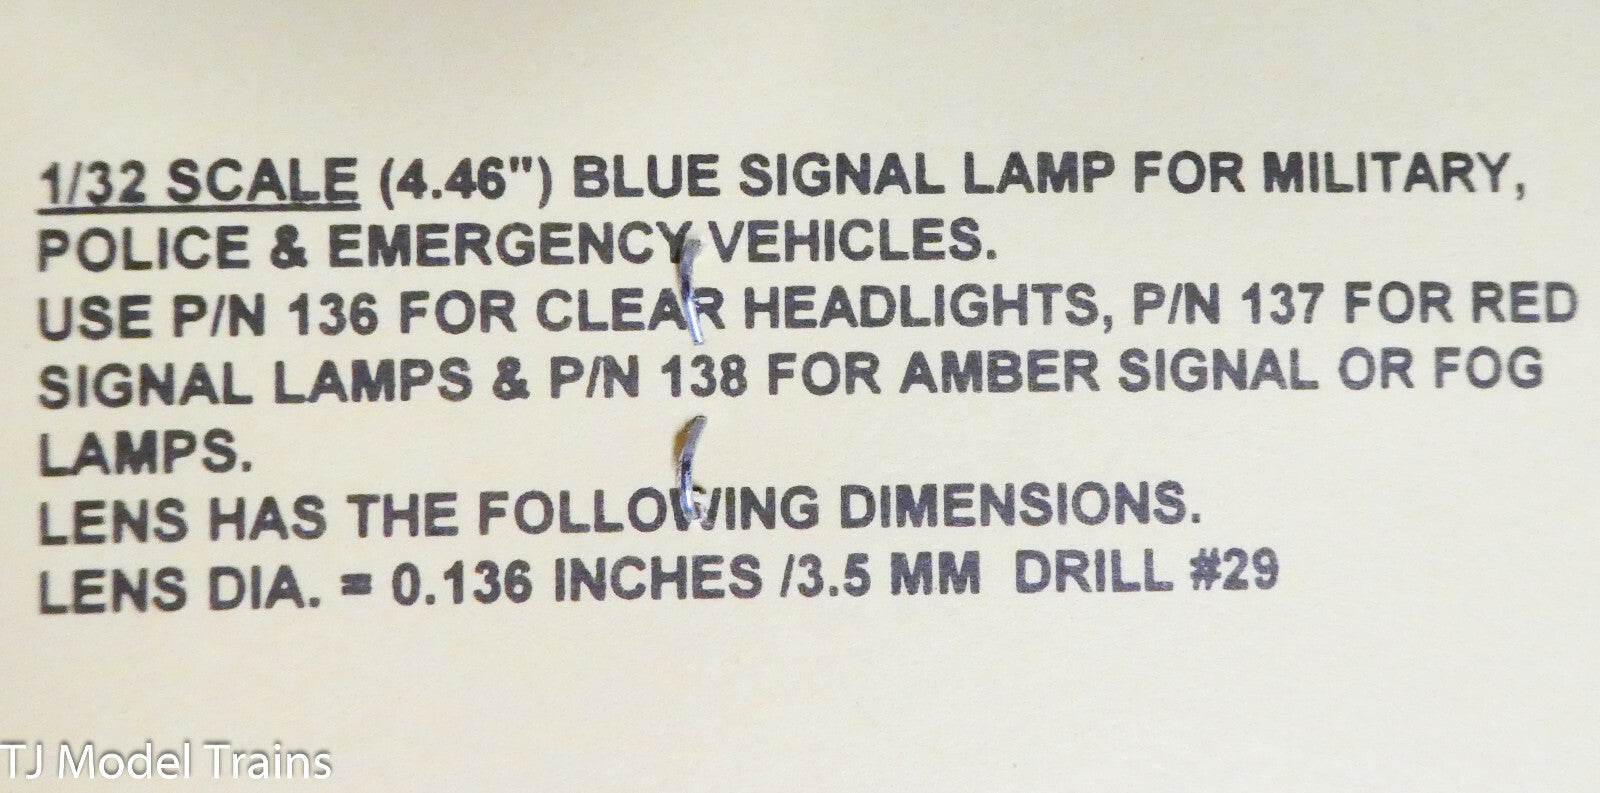 1/32 SCALE (4.46") BLUE SIGNAL LAMP FOR MILITARY,
POLICE & EMERGENCY VEHICLES.
USE P/N 136 FOR CLEAR HEADLIGHTS, P/N 137 FOR RED
SIGNAL LAMPS & P/N 138 FOR AMBER SIGNAL OR FOG
LAMPS.
LENS HAS THE FOLLOWING DIMENSIONS.
LENS DIA. = 0.136 INCHES /3.5 MM DRILL #29
TJ Model Trains